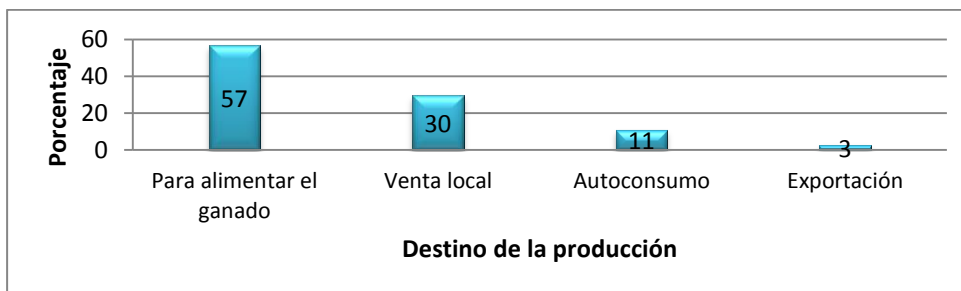 Porcentaje
60
40
20
0
57
30
11
3
Para alimentar el
ganado
Venta local
Autoconsumo
Exportación
Destino de la producción